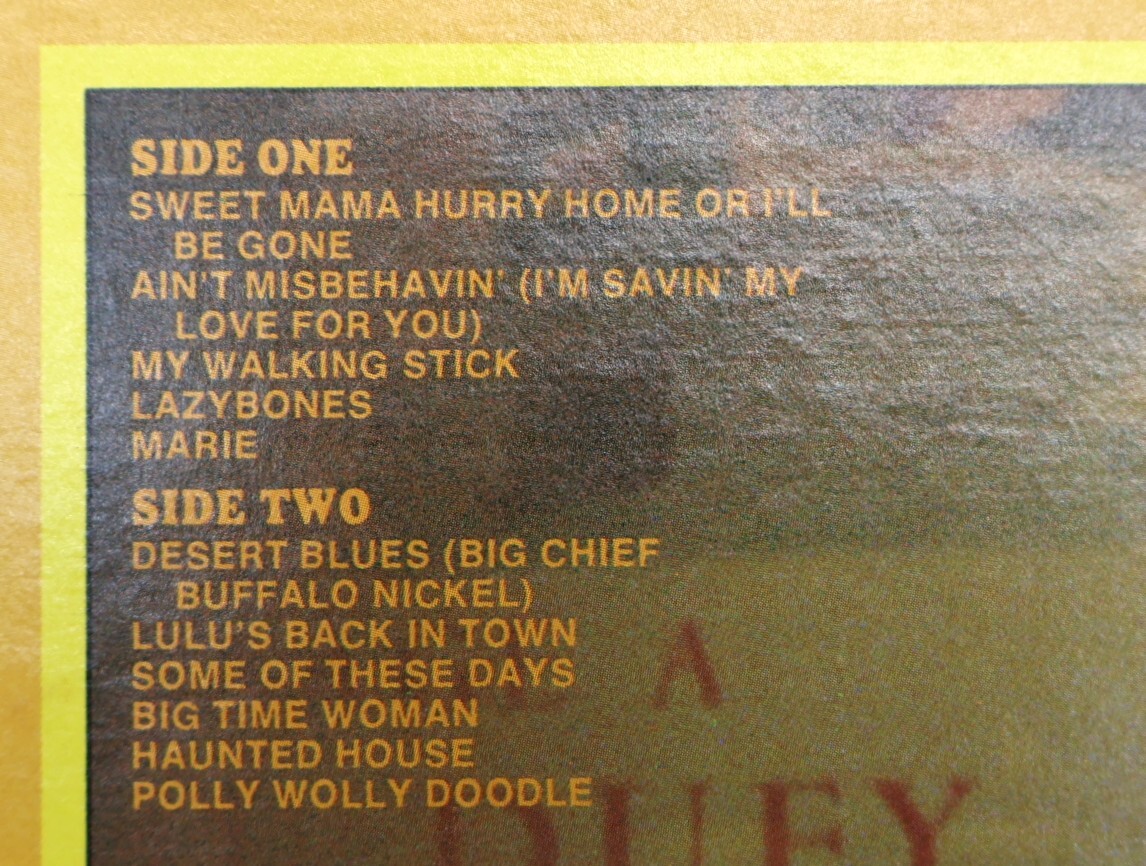 SIDE ONE
SWEET MAMA HURRY HOME OR I'LL
BE GONE
AIN'T MISBEHAVIN' (I'M SAVIN' MY
LOVE FOR YOU)
MY WALKING STICK
LAZYBONES
MARIE
SIDE TWO
DESERT BLUES (BIG CHIEF
BUFFALO NICKEL)
LULU'S BACK IN TOWN
SOME OF THESE DAYS
BIG TIME WOMAN
HAUNTED HOUSE
POLLY WOLLY DOODLE